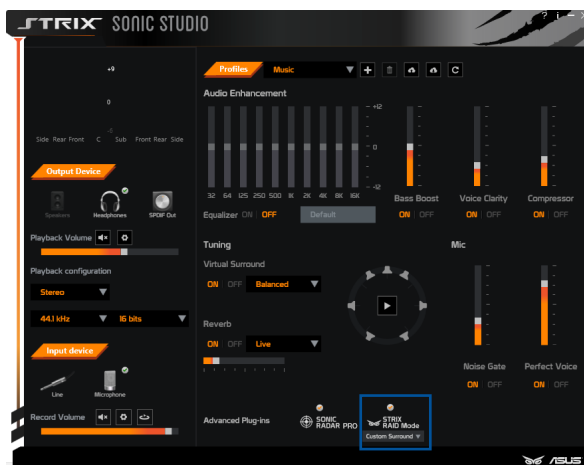 STRIX SONIC STUDIO
? i – X
Profiles Music
Audio Enhancement
+9
0
-9
Side Rear Front C Sub Front Rear Side
+12
0
-12
32 64 125 250 500 1K 2K 4K 8K 16K
Equalizer ON OFF Default
Bass Boost Voice Clarity Compressor
ON OFF ON OFF ON OFF
Output Device
Speakers Headphones SPDIF Out
Playback Volume
Playback configuration
Stereo
44.1 kHz 16 bits
Input device
Line Microphone
Record Volume
Tuning
Virtual Surround
ON OFF Balanced
Reverb
ON OFF Live
Mic
Noise Gate Perfect Voice
ON OFF ON OFF
Advanced Plug-ins
SONIC
RADAR PRO
STRIX
RAID Mode
Custom Surround
ASUS